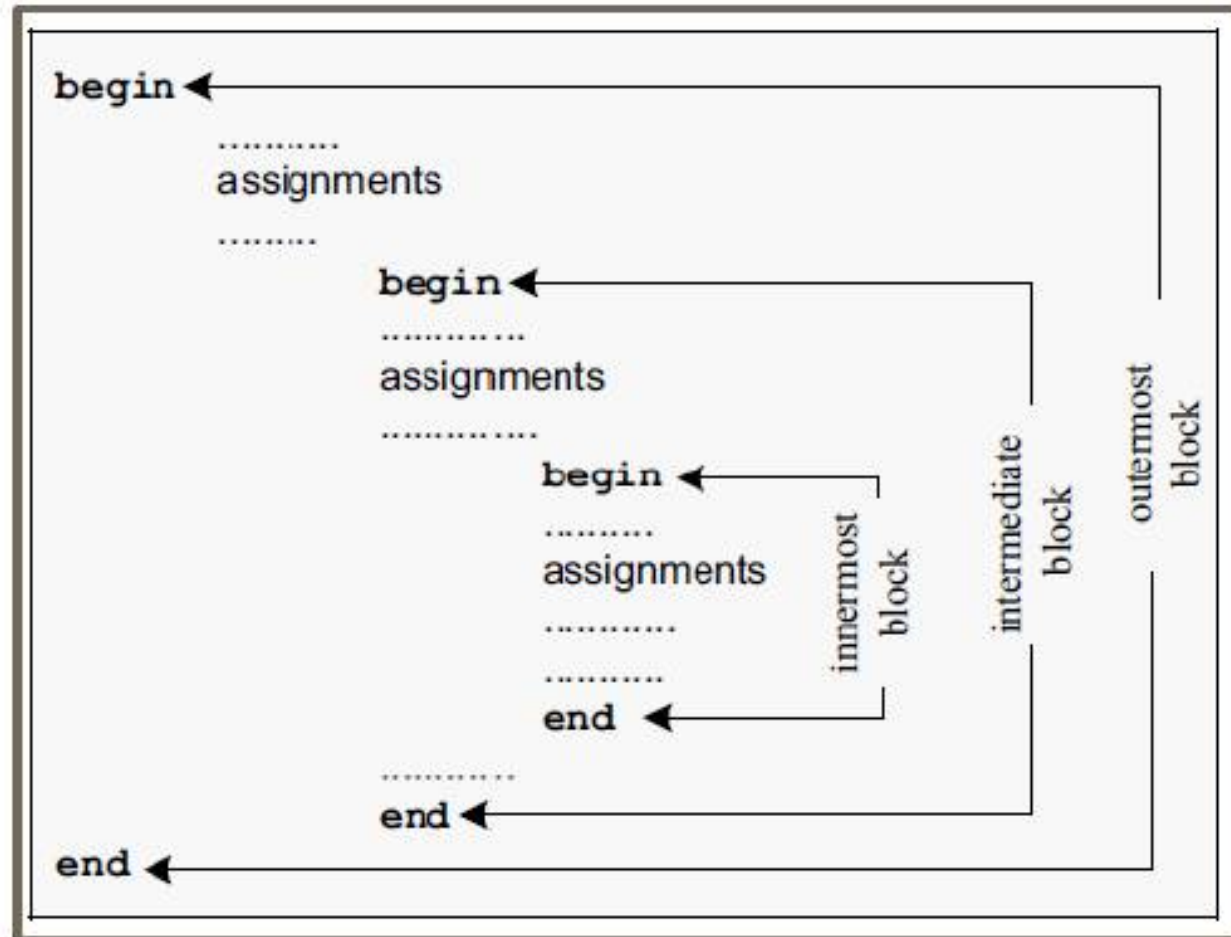 begin
...........
assignments
.........
begin
.............
assignments
..............
begin
..........
assignments
............
...........
end
............
end
end
innermost
block
intermediate
block
outermost
block